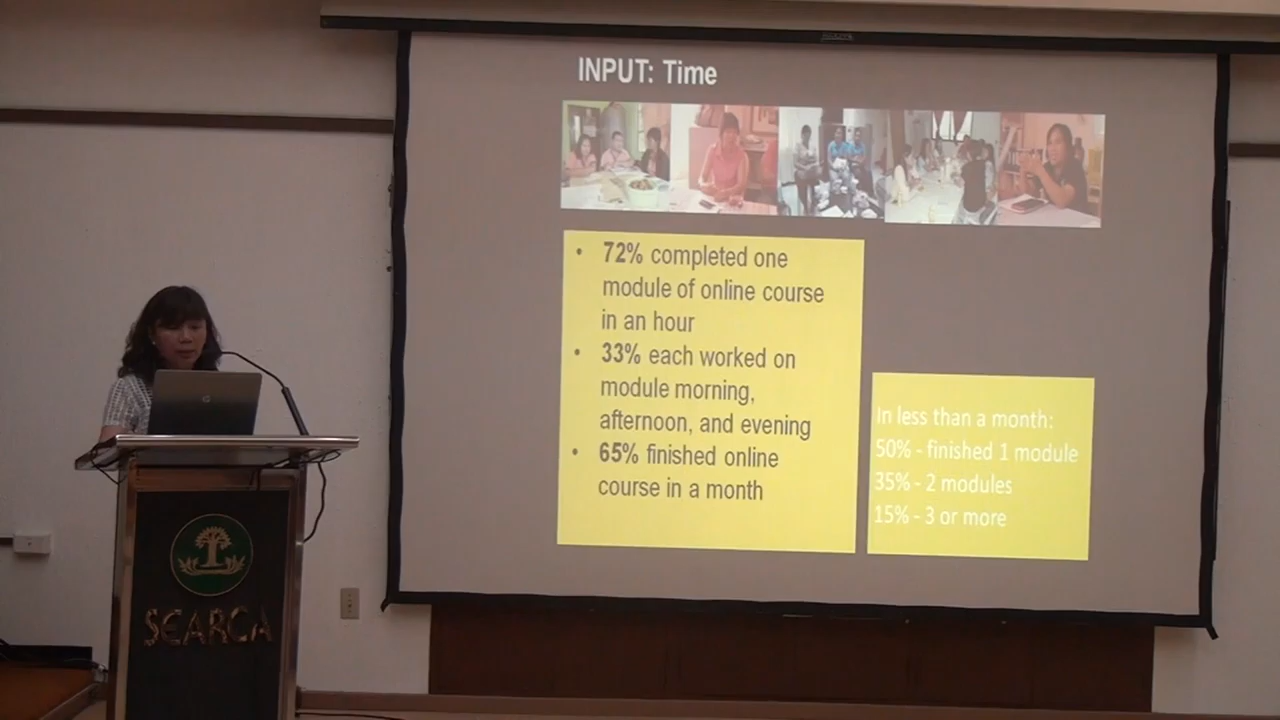 INPUT: Time
• 72% completed one
module of online course
in an hour
• 33% each worked on
module morning,
afternoon, and evening
• 65% finished online
course in a month
In less than a month:
50% - finished 1 module
35% - 2 modules
15% - 3 or more
SEARCA